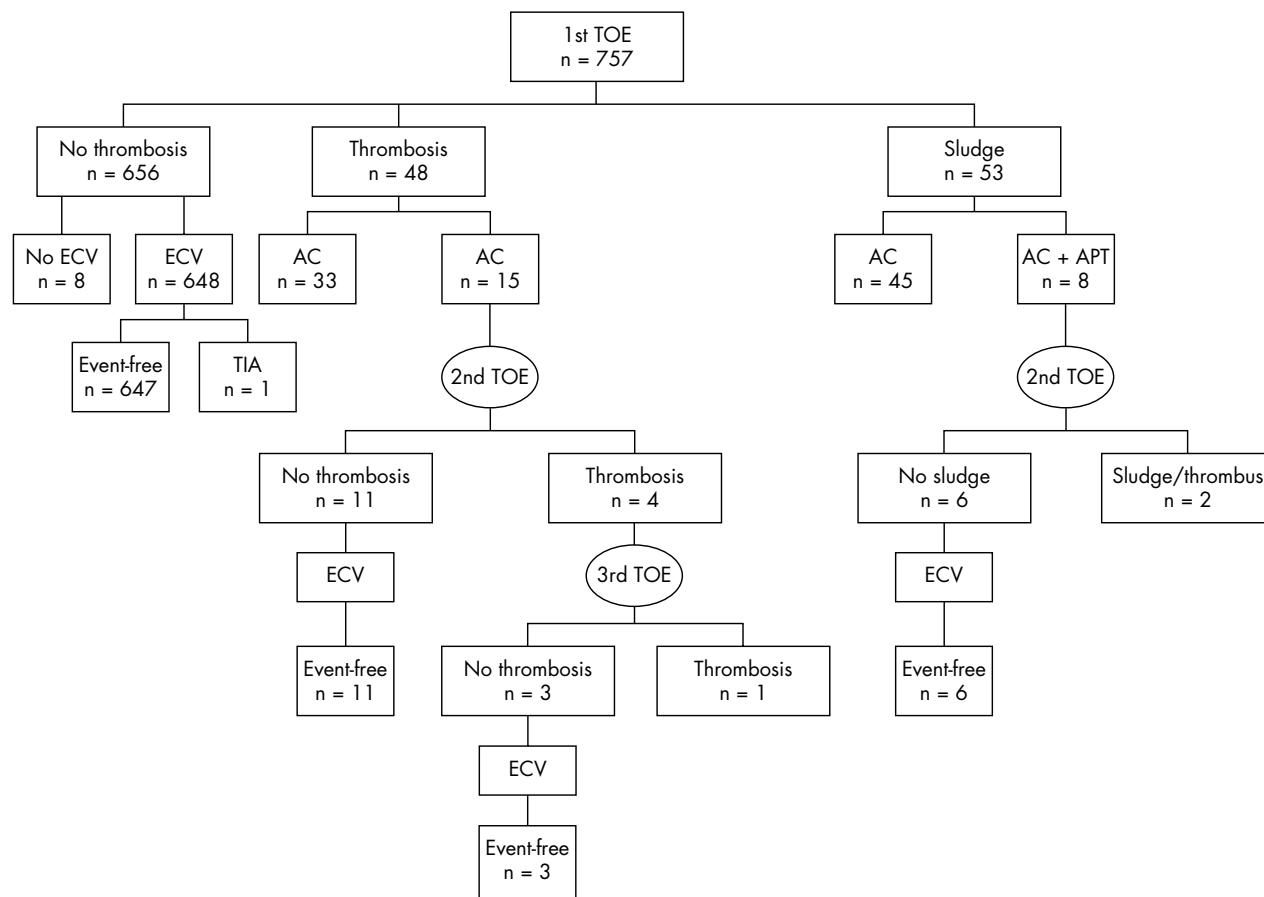 1st TOE
n = 757
No thrombosis
n = 656
Thrombosis
n = 48
Sludge
n = 53
No ECV
n = 8
ECV
n = 648
AC
n = 33
AC
n = 15
AC
n = 45
AC + APT
n = 8
Event-free
n = 647
TIA
n = 1
2nd TOE
2nd TOE
No thrombosis
n = 11
Thrombosis
n = 4
No sludge
n = 6
Sludge/thrombus
n = 2
ECV
3rd TOE
ECV
Event-free
n = 11
No thrombosis
n = 3
Thrombosis
n = 1
Event-free
n = 6
ECV
Event-free
n = 3